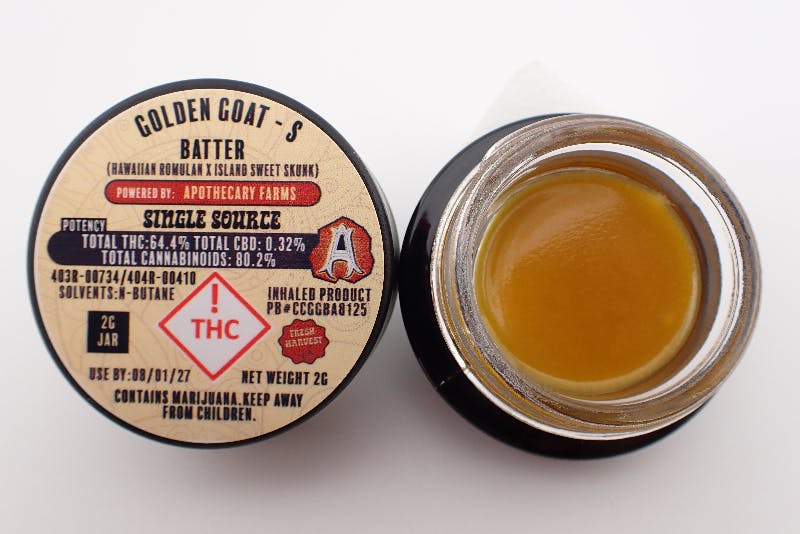 GOLDEN GOAT - S
BATTER
(HAWAIIAN ROMULAN X ISLAND SWEET SKUNK)
POWERED BY: APOTHECARY FARMS
SINGLE SOURCE
POTENCY
TOTAL THC:64.4% TOTAL CBD: 0.32%
TOTAL CANNABINOIDS: 80.2%
A
403R-00734/404R-00410
SOLVENTS:N-BUTANE
INHALED PRODUCT
PB#CCGGBA8125
2G
JAR
!
THC
FRESH
HARVEST
USE BY:08/01/27
NET WEIGHT 2G
CONTAINS MARIJUANA.KEEP AWAY
FROM CHILDREN.